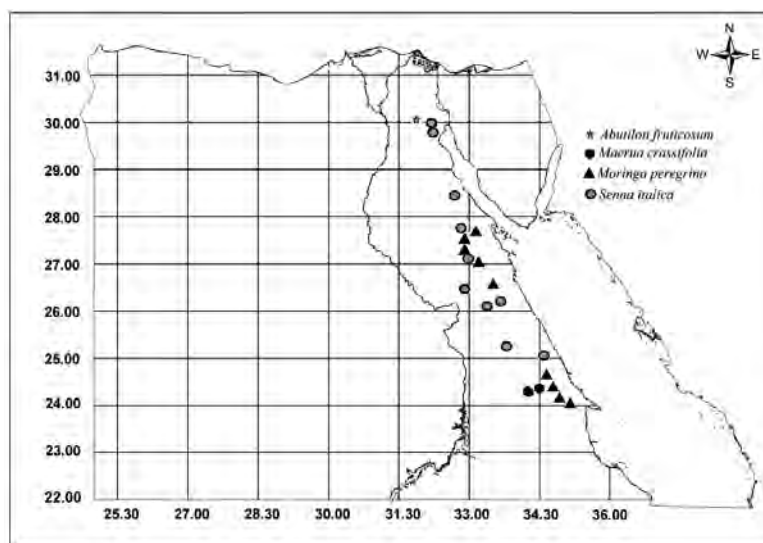 N
W E
S
31.00
30.00
29.00
28.00
27.00
26.00
25.00
24.00
23.00
22.00
Abutilon fruticosum
Maerua crassifolia
Moringa peregrino
Senna italica
25.30 27.00 28.30 30.00 31.30 33.00 34.30 36.00